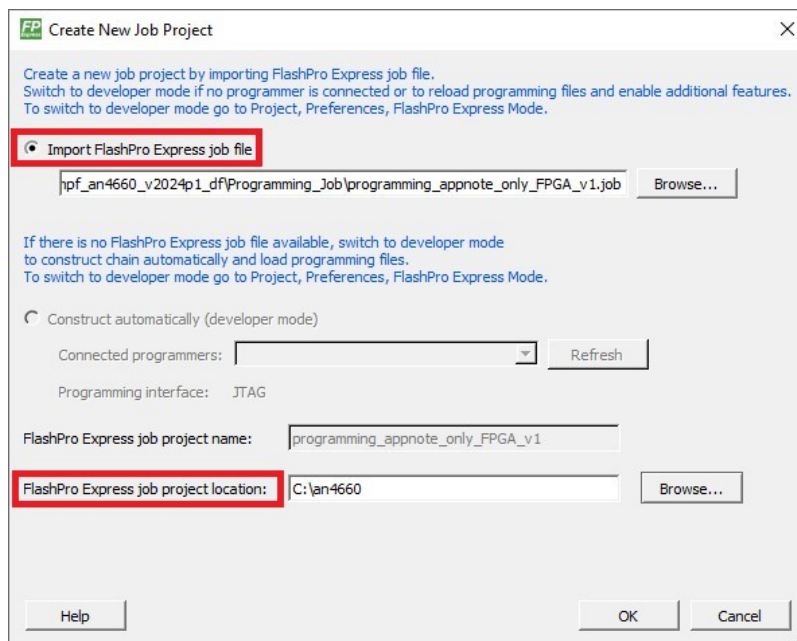 FP
Express
Create New Job Project
Create a new job project by importing FlashPro Express job file.
Switch to developer mode if no programmer is connected or to reload programming files and enable additional features.
To switch to developer mode go to Project, Preferences, FlashPro Express Mode.
Import FlashPro Express job file
npf_an4660_v2024p1_df\Programming_Job\programming_appnote_only_FPGA_v1.job Browse...
If there is no FlashPro Express job file available, switch to developer mode
to construct chain automatically and load programming files.
To switch to developer mode go to Project, Preferences, FlashPro Express Mode.
Construct automatically (developer mode)
Connected programmers: Refresh
Programming interface: JTAG
FlashPro Express job project name: programming_appnote_only_FPGA_v1
FlashPro Express job project location: C:\an4660 Browse...
Help OK Cancel